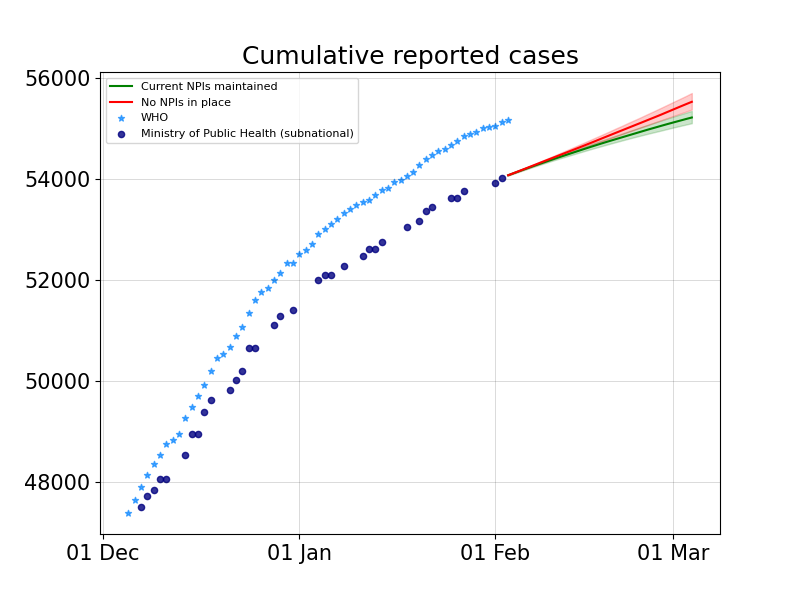 Cumulative reported cases
56000
54000
52000
50000
48000
Current NPIs maintained
No NPIs in place
WHO
Ministry of Public Health (subnational)
01 Dec
01 Jan
01 Feb
01 Mar